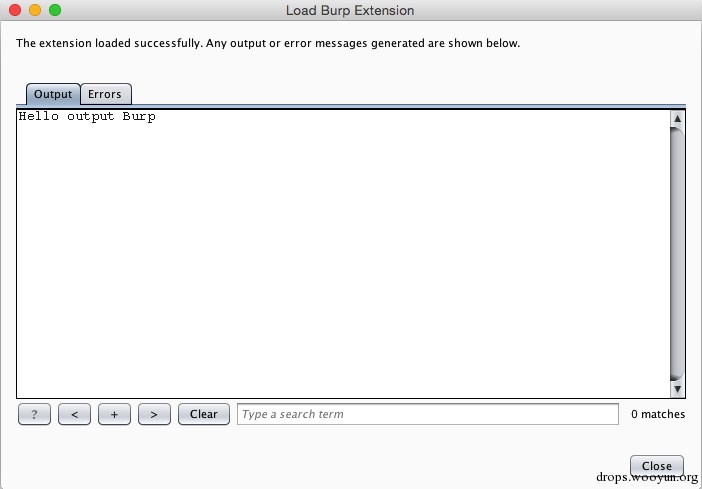 Load Burp Extension
The extension loaded successfully. Any output or error messages generated are shown below.
Output Errors
Hello output Burp
? < + > Clear Type a search term 0 matches
Close
drops.wooyun.org